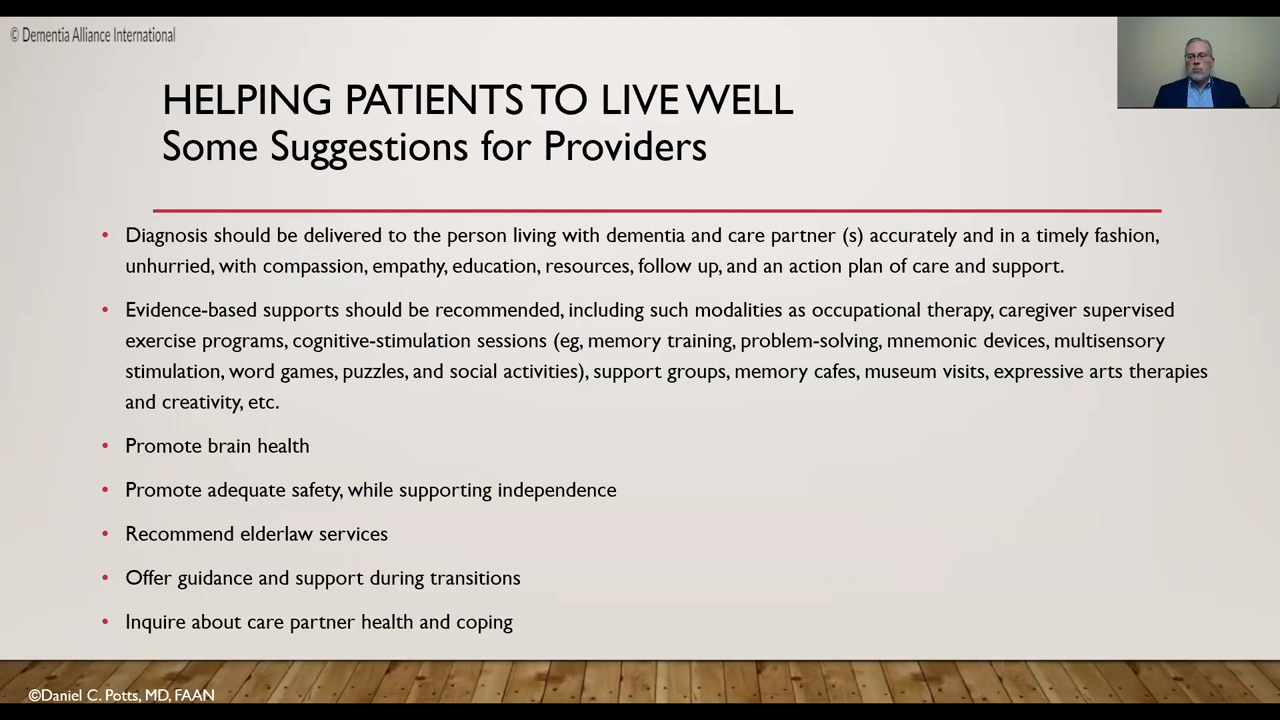 © Dementia Alliance International
HELPING PATIENTS TO LIVE WELL
Some Suggestions for Providers
• Diagnosis should be delivered to the person living with dementia and care partner (s) accurately and in a timely fashion,
unhurried, with compassion, empathy, education, resources, follow up, and an action plan of care and support.
• Evidence-based supports should be recommended, including such modalities as occupational therapy, caregiver supervised
exercise programs, cognitive-stimulation sessions (eg, memory training, problem-solving, mnemonic devices, multisensory
stimulation, word games, puzzles, and social activities), support groups, memory cafes, museum visits, expressive arts therapies
and creativity, etc.
• Promote brain health
• Promote adequate safety, while supporting independence
• Recommend elderlaw services
• Offer guidance and support during transitions
• Inquire about care partner health and coping
©Daniel C. Potts, MD, FAAN